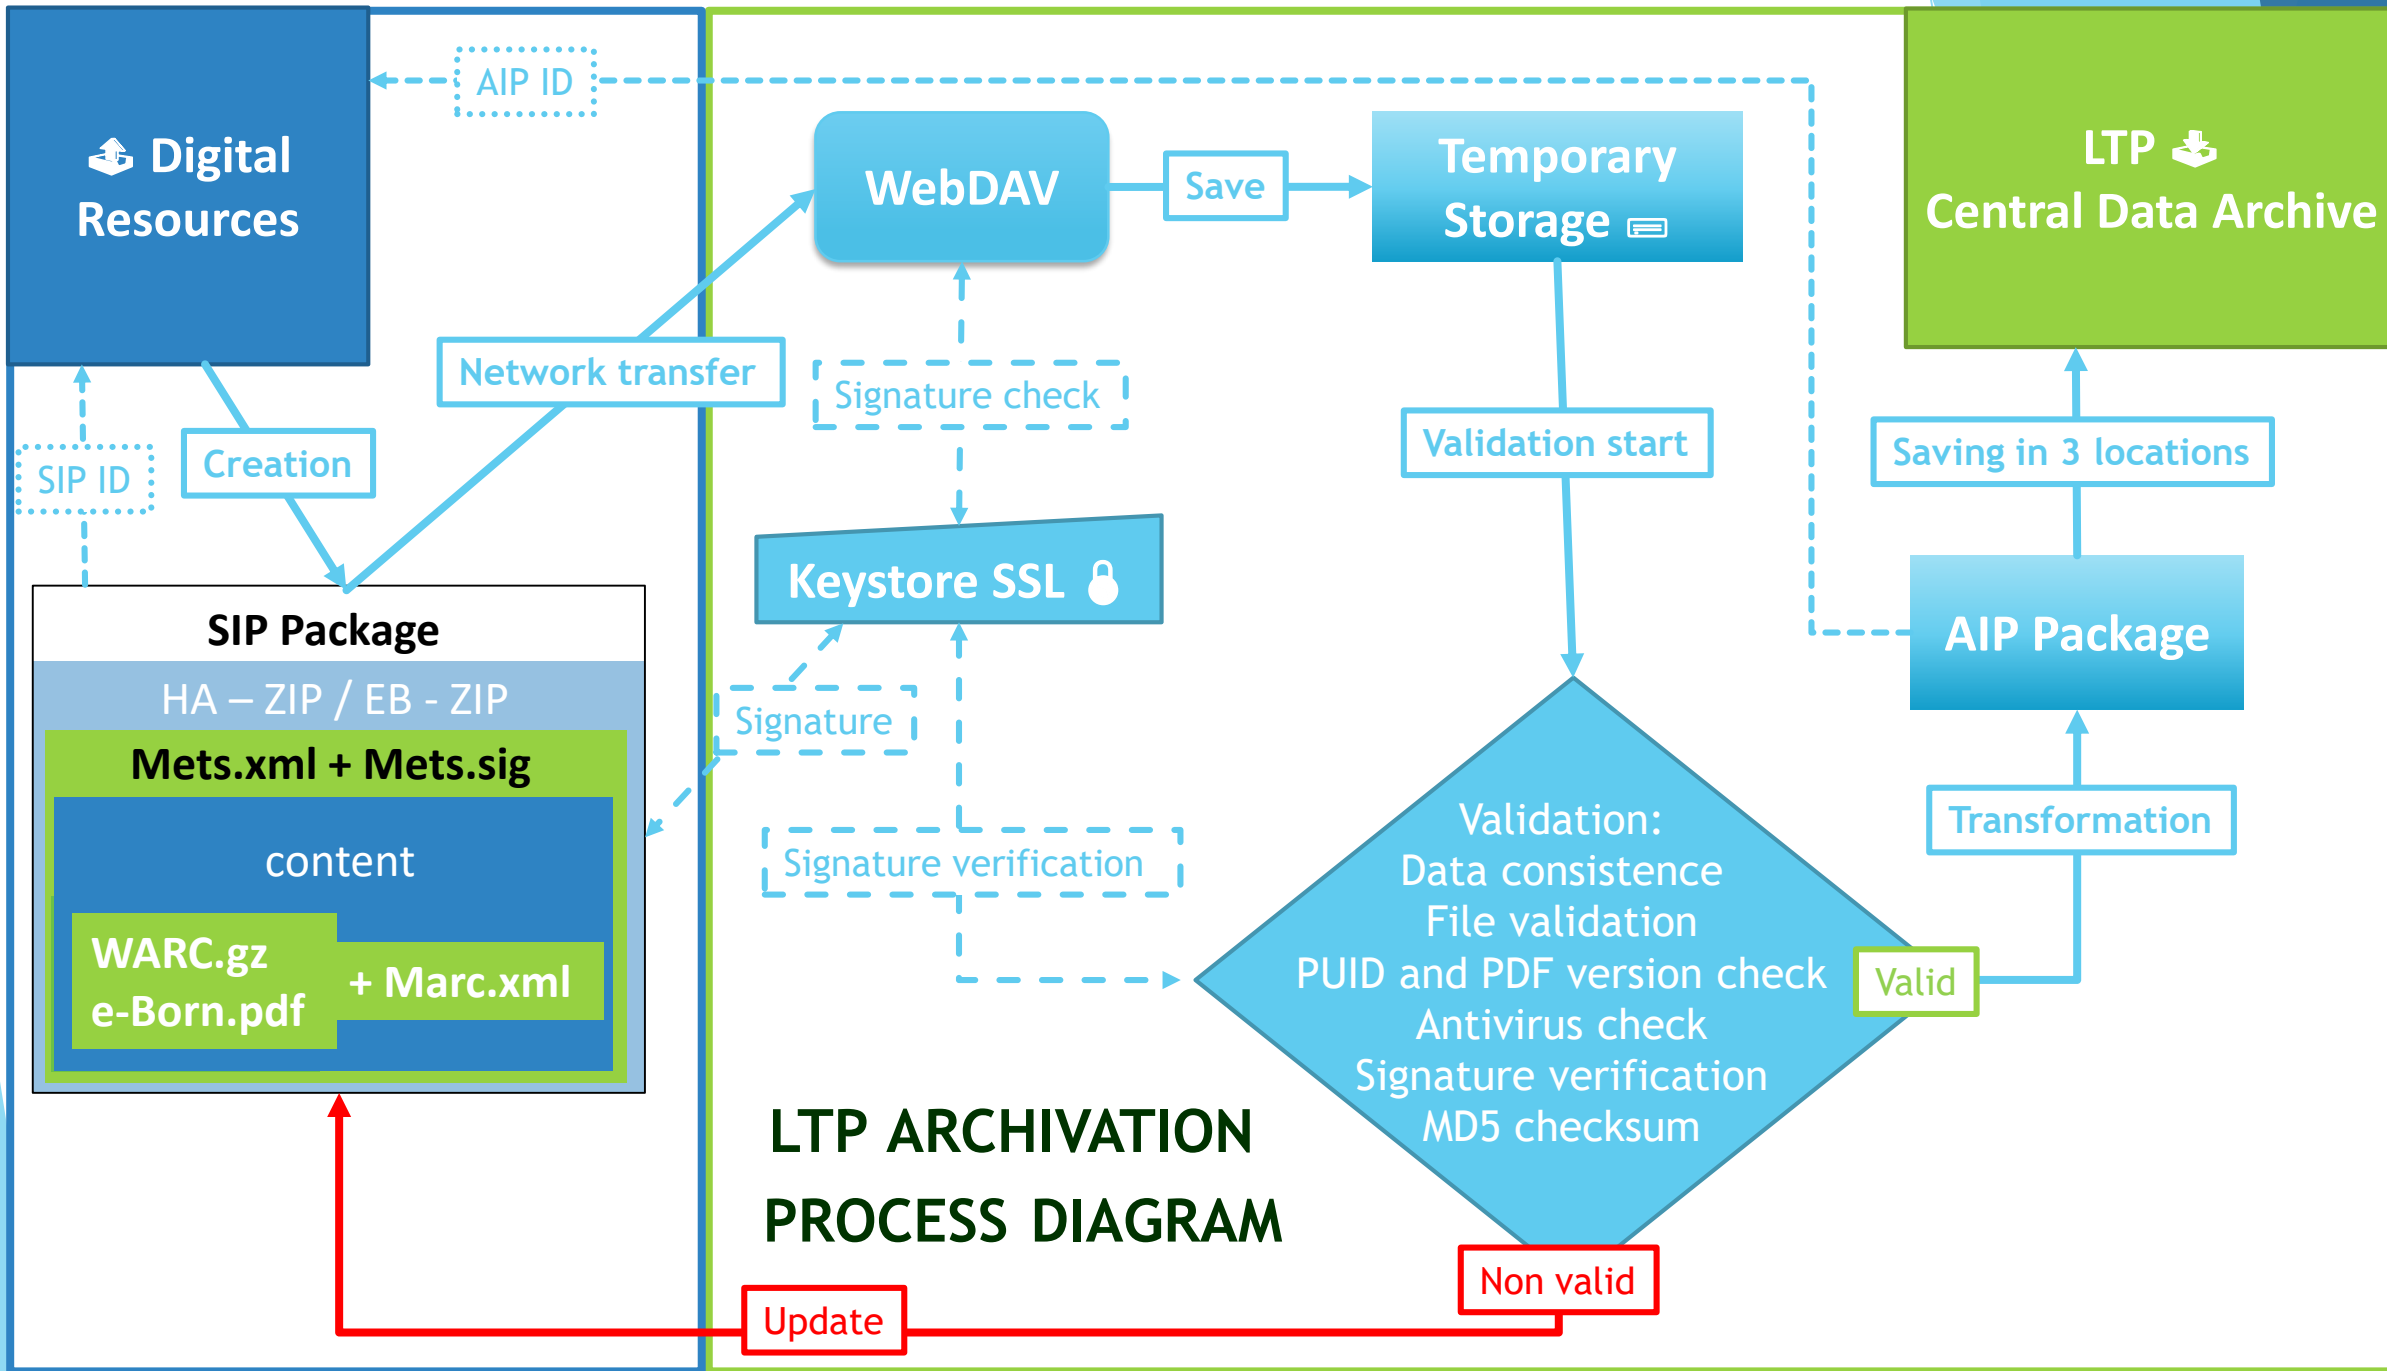 Digital
Resources
AIP ID
WebDAV
Save
Temporary
Storage
LTP
Central Data Archive
Network transfer
Signature check
Creation
SIP ID
Validation start
Saving in 3 locations
Keystore SSL
SIP Package
HA – ZIP / EB - ZIP
Mets.xml + Mets.sig
content
WARC.gz
e-Born.pdf
+ Marc.xml
Signature
Signature verification
AIP Package
Transformation
Validation:
Data consistence
File validation
PUID and PDF version check
Antivirus check
Signature verification
MD5 checksum
Valid
LTP ARCHIVATION
PROCESS DIAGRAM
Non valid
Update